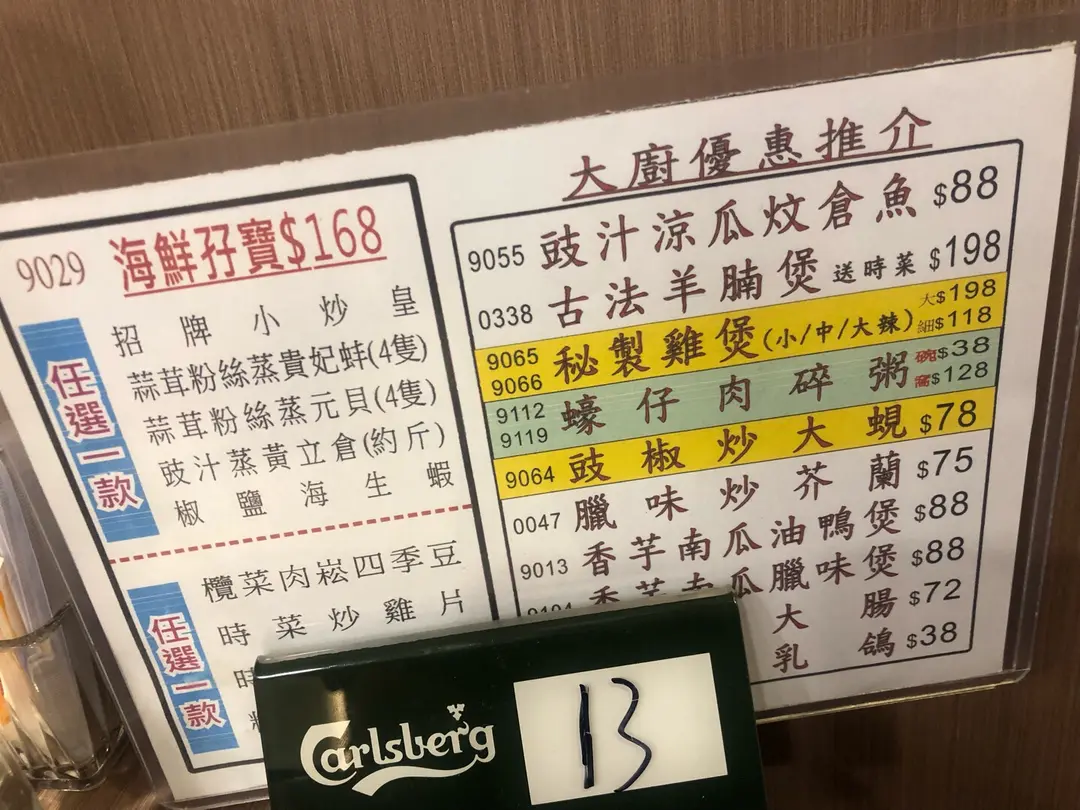 9029 海鮮孖寶$168
任選一款
招牌小炒皇
蒜茸粉絲蒸貴妃蚌(4隻)
蒜茸粉絲蒸元貝(4隻)
豉汁蒸黃立倉(約斤)
椒鹽海生蝦
任選一款
欖菜肉崧四季豆
時菜炒雞片
大廚優惠推介
9055 豉汁涼瓜炆倉魚 $88
0338 古法羊腩煲 送時菜 $198
9065 秘製雞煲(小/中/大辣) 大$198
9066 細$118
9112 蠔仔肉碎粥 碗$38
9119 窩$128
9064 豉椒炒大蜆 $78
0047 臘味炒芥蘭 $75
9013 香芋南瓜油鴨煲 $88
香芋南瓜臘味煲 $88
大腸 $72
乳鴿 $38
Carlsberg
13